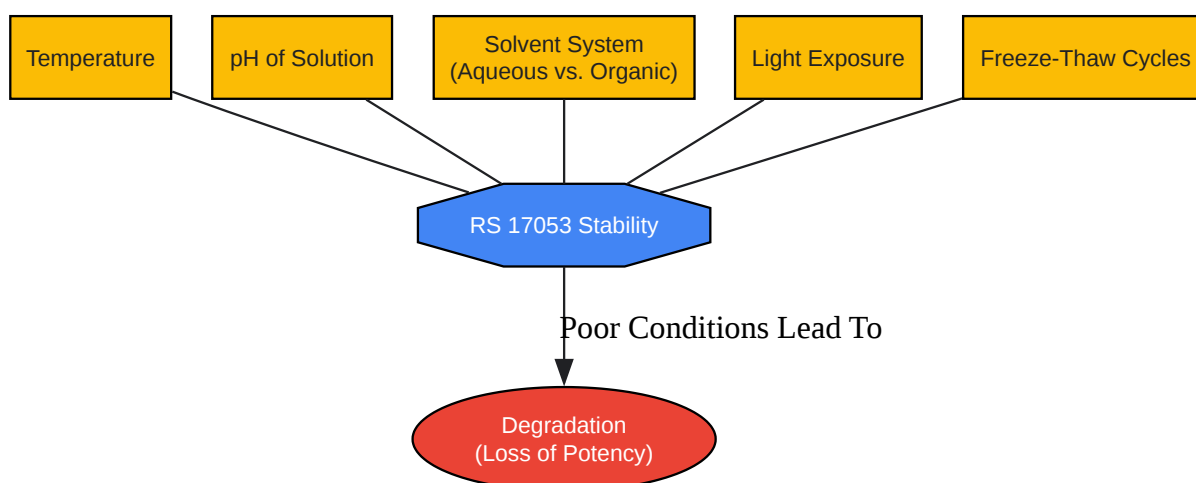 Temperature
pH of Solution
Solvent System
(Aqueous vs. Organic)
Light Exposure
Freeze-Thaw Cycles
RS 17053 Stability
Poor Conditions Lead To
Degradation
(Loss of Potency)